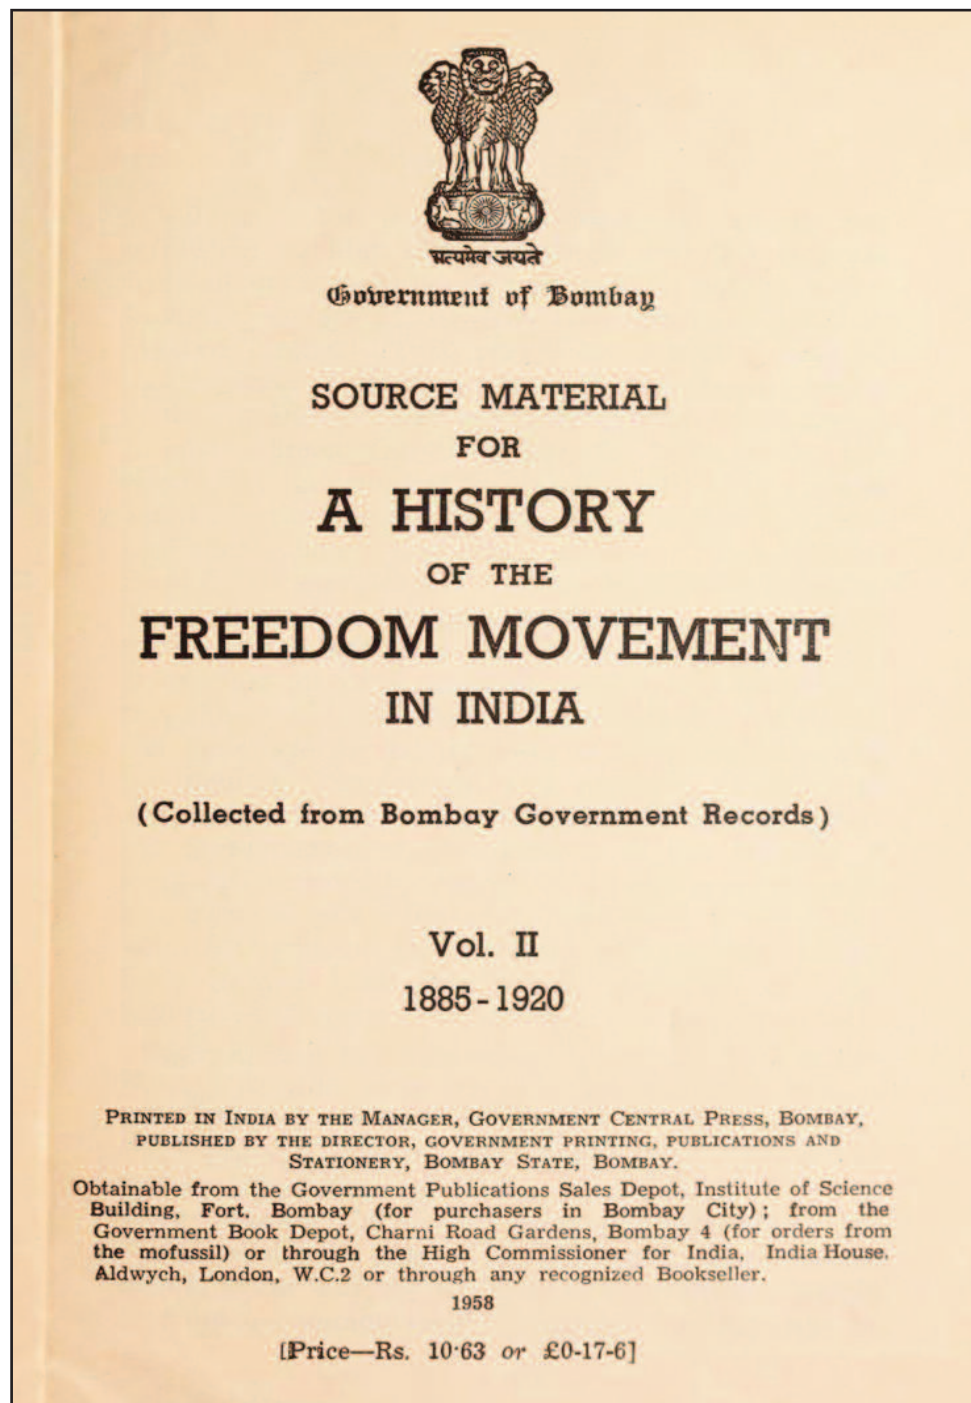 सत्यमेव जयते
Government of Bombay
SOURCE MATERIAL
FOR
A HISTORY
OF THE
FREEDOM MOVEMENT
IN INDIA
(Collected from Bombay Government Records)
Vol. II
1885-1920
PRINTED IN INDIA BY THE MANAGER, GOVERNMENT CENTRAL PRESS, BOMBAY,
PUBLISHED BY THE DIRECTOR, GOVERNMENT PRINTING, PUBLICATIONS AND
STATIONERY, BOMBAY STATE, BOMBAY.
Obtainable from the Government Publications Sales Depot, Institute of Science
Building, Fort, Bombay (for purchasers in Bombay City); from the
Government Book Depot, Charni Road Gardens, Bombay 4 (for orders from
the mofussil) or through the High Commissioner for India, India House,
Aldwych, London, W.C.2 or through any recognized Bookseller.
1958
[Price—Rs. 10·63 or £0-17-6]